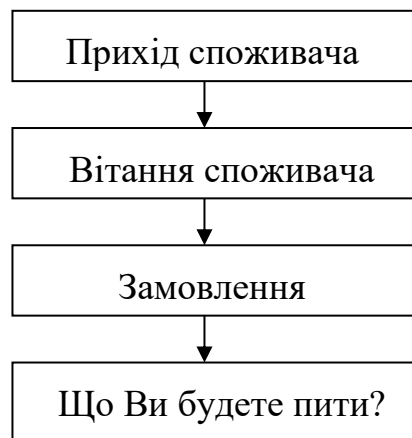 Прихід споживача
Вітання споживача
Замовлення
Що Ви будете пити?